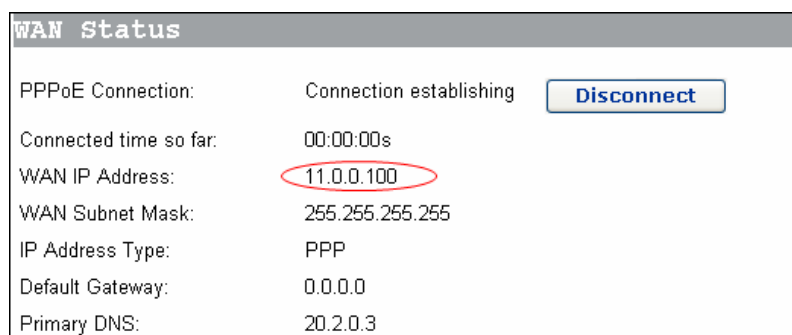 WAN Status
PPPoE Connection: Connection establishing Disconnect
Connected time so far: 00:00:00s
WAN IP Address: 11.0.0.100
WAN Subnet Mask: 255.255.255.255
IP Address Type: PPP
Default Gateway: 0.0.0.0
Primary DNS: 20.2.0.3